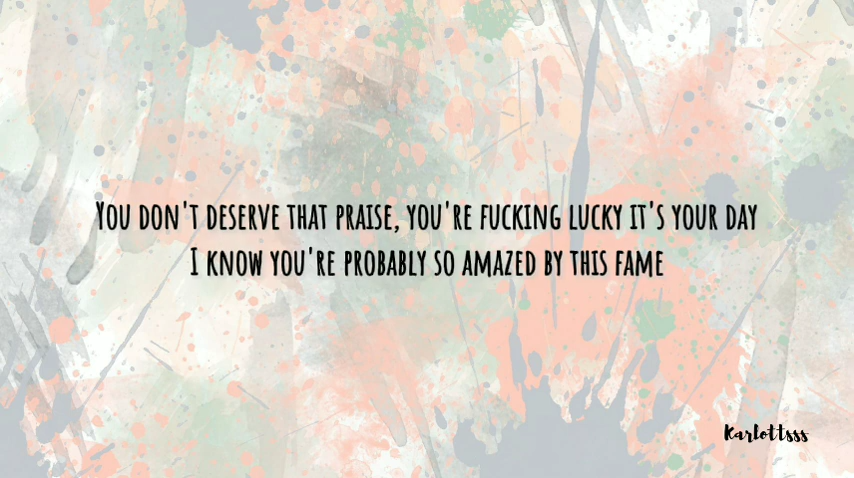 You don't deserve that praise, you're fucking lucky it's your day
I know you're probably so amazed by this fame
Karlottsss